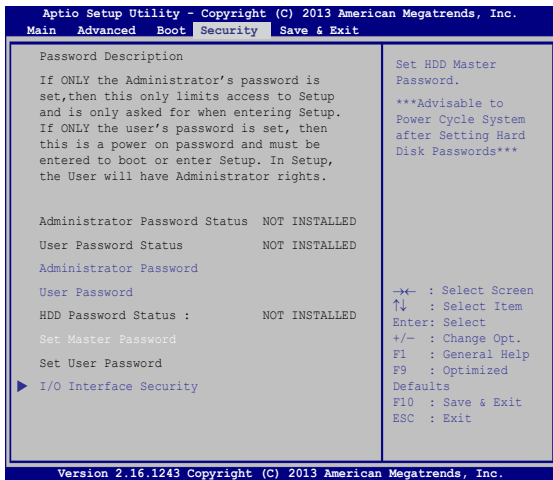 Aptio Setup Utility - Copyright (C) 2013 American Megatrends, Inc.
Main Advanced Boot Security Save & Exit
Password Description
If ONLY the Administrator's password is
set,then this only limits access to Setup
and is only asked for when entering Setup.
If ONLY the user's password is set, then
this is a power on password and must be
entered to boot or enter Setup. In Setup,
the User will have Administrator rights.
Administrator Password Status NOT INSTALLED
User Password Status NOT INSTALLED
Administrator Password
User Password
HDD Password Status : NOT INSTALLED
Set Master Password
Set User Password
I/O Interface Security
Set HDD Master
Password.
***Advisable to
Power Cycle System
after Setting Hard
Disk Passwords***
→← : Select Screen
↑↓ : Select Item
Enter: Select
+/— : Change Opt.
F1 : General Help
F9 : Optimized
Defaults
F10 : Save & Exit
ESC : Exit
Version 2.16.1243 Copyright (C) 2013 American Megatrends, Inc.